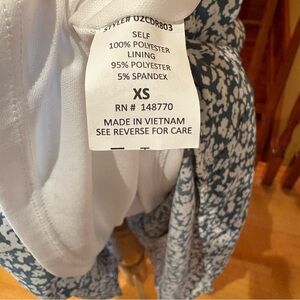 STYLE# UZCDR803
SELF
100% POLYESTER
LINING
95% POLYESTER
5% SPANDEX
XS
RN# 148770
MADE IN VIETNAM
SEE REVERSE FOR CARE